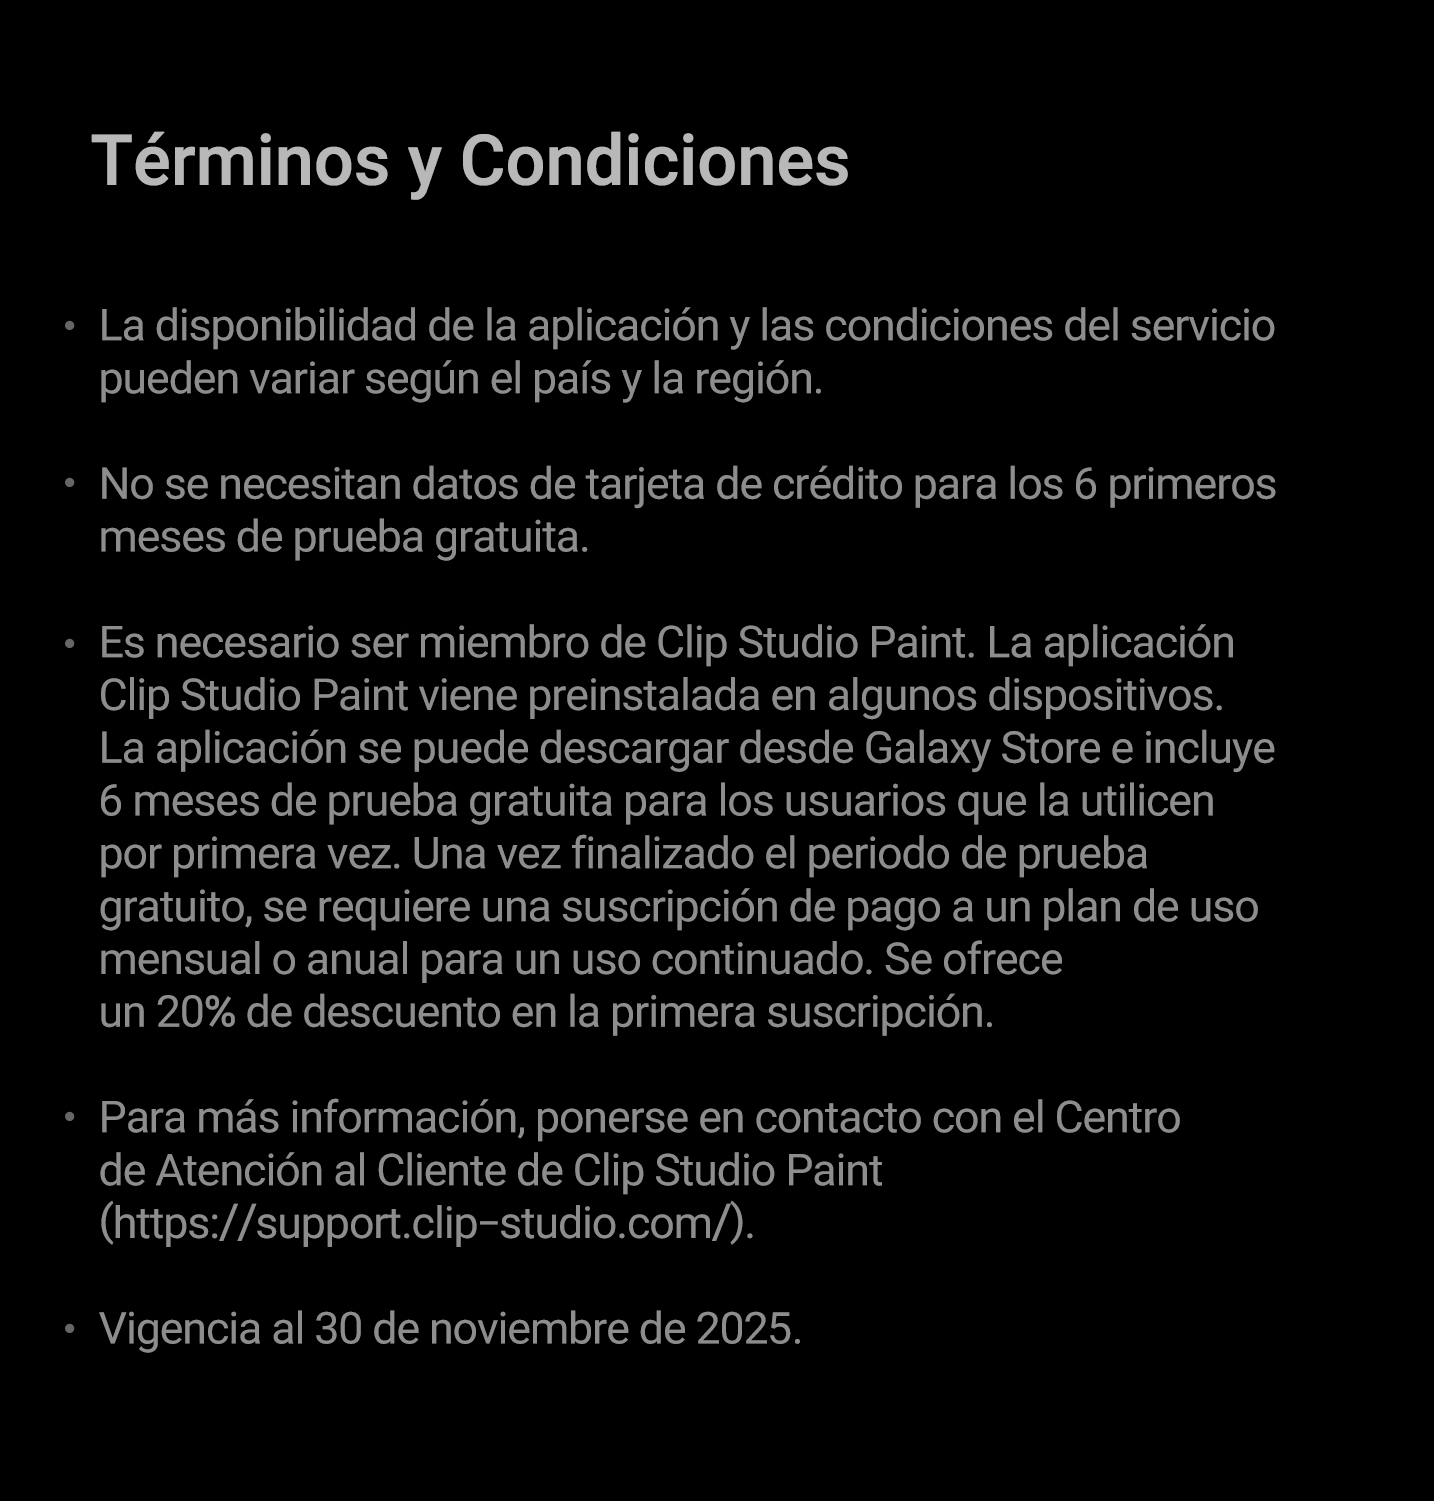 Términos y Condiciones
• La disponibilidad de la aplicación y las condiciones del servicio
pueden variar según el país y la región.
• No se necesitan datos de tarjeta de crédito para los 6 primeros
meses de prueba gratuita.
• Es necesario ser miembro de Clip Studio Paint. La aplicación
Clip Studio Paint viene preinstalada en algunos dispositivos.
La aplicación se puede descargar desde Galaxy Store e incluye
6 meses de prueba gratuita para los usuarios que la utilicen
por primera vez. Una vez finalizado el periodo de prueba
gratuito, se requiere una suscripción de pago a un plan de uso
mensual o anual para un uso continuado. Se ofrece
un 20% de descuento en la primera suscripción.
• Para más información, ponerse en contacto con el Centro
de Atención al Cliente de Clip Studio Paint
(https://support.clip-studio.com/).
• Vigencia al 30 de noviembre de 2025.